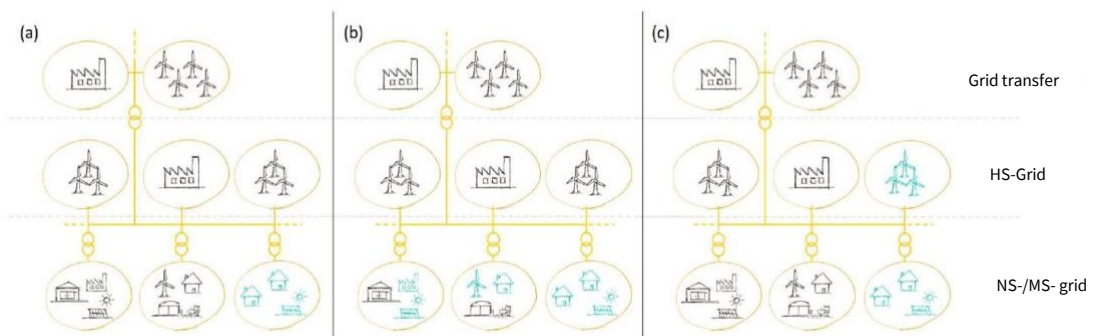 (a)
(b)
(c)
Grid transfer
HS-Grid
NS-/MS- grid